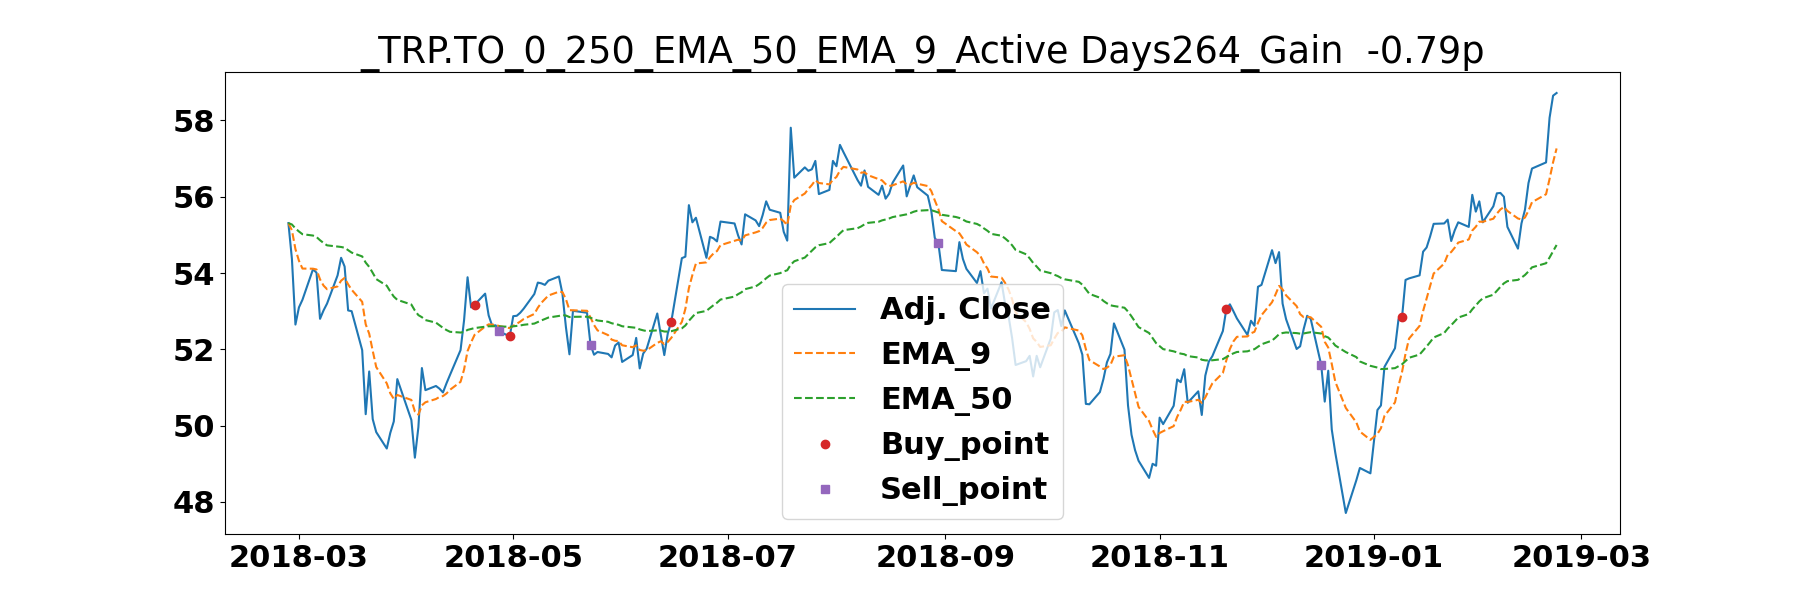 _TRP.TO_0_250_EMA_50_EMA_9_Active Days264_Gain  -0.79p
58
56
54
52
50
48
Adj. Close
EMA_9
EMA_50
Buy_point
Sell_point
2018-03 2018-05 2018-07 2018-09 2018-11 2019-01 2019-03